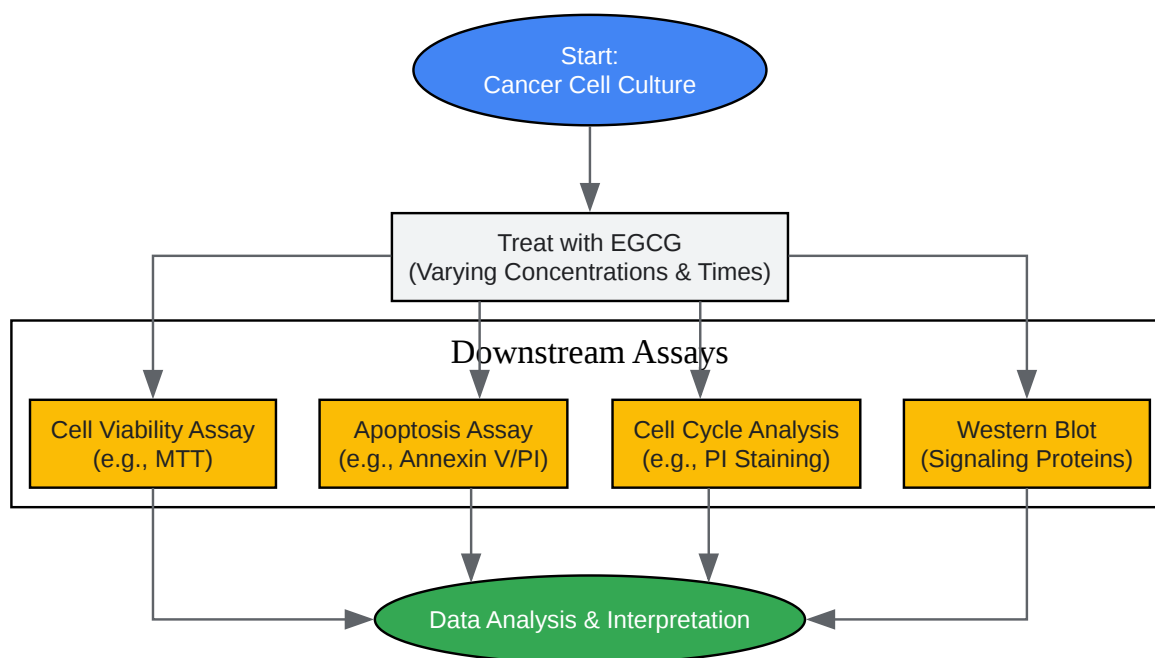 Start:
Cancer Cell Culture
Treat with EGCG
(Varying Concentrations & Times)
Downstream Assays
Cell Viability Assay
(e.g., MTT)
Apoptosis Assay
(e.g., Annexin V/PI)
Cell Cycle Analysis
(e.g., PI Staining)
Western Blot
(Signaling Proteins)
Data Analysis & Interpretation